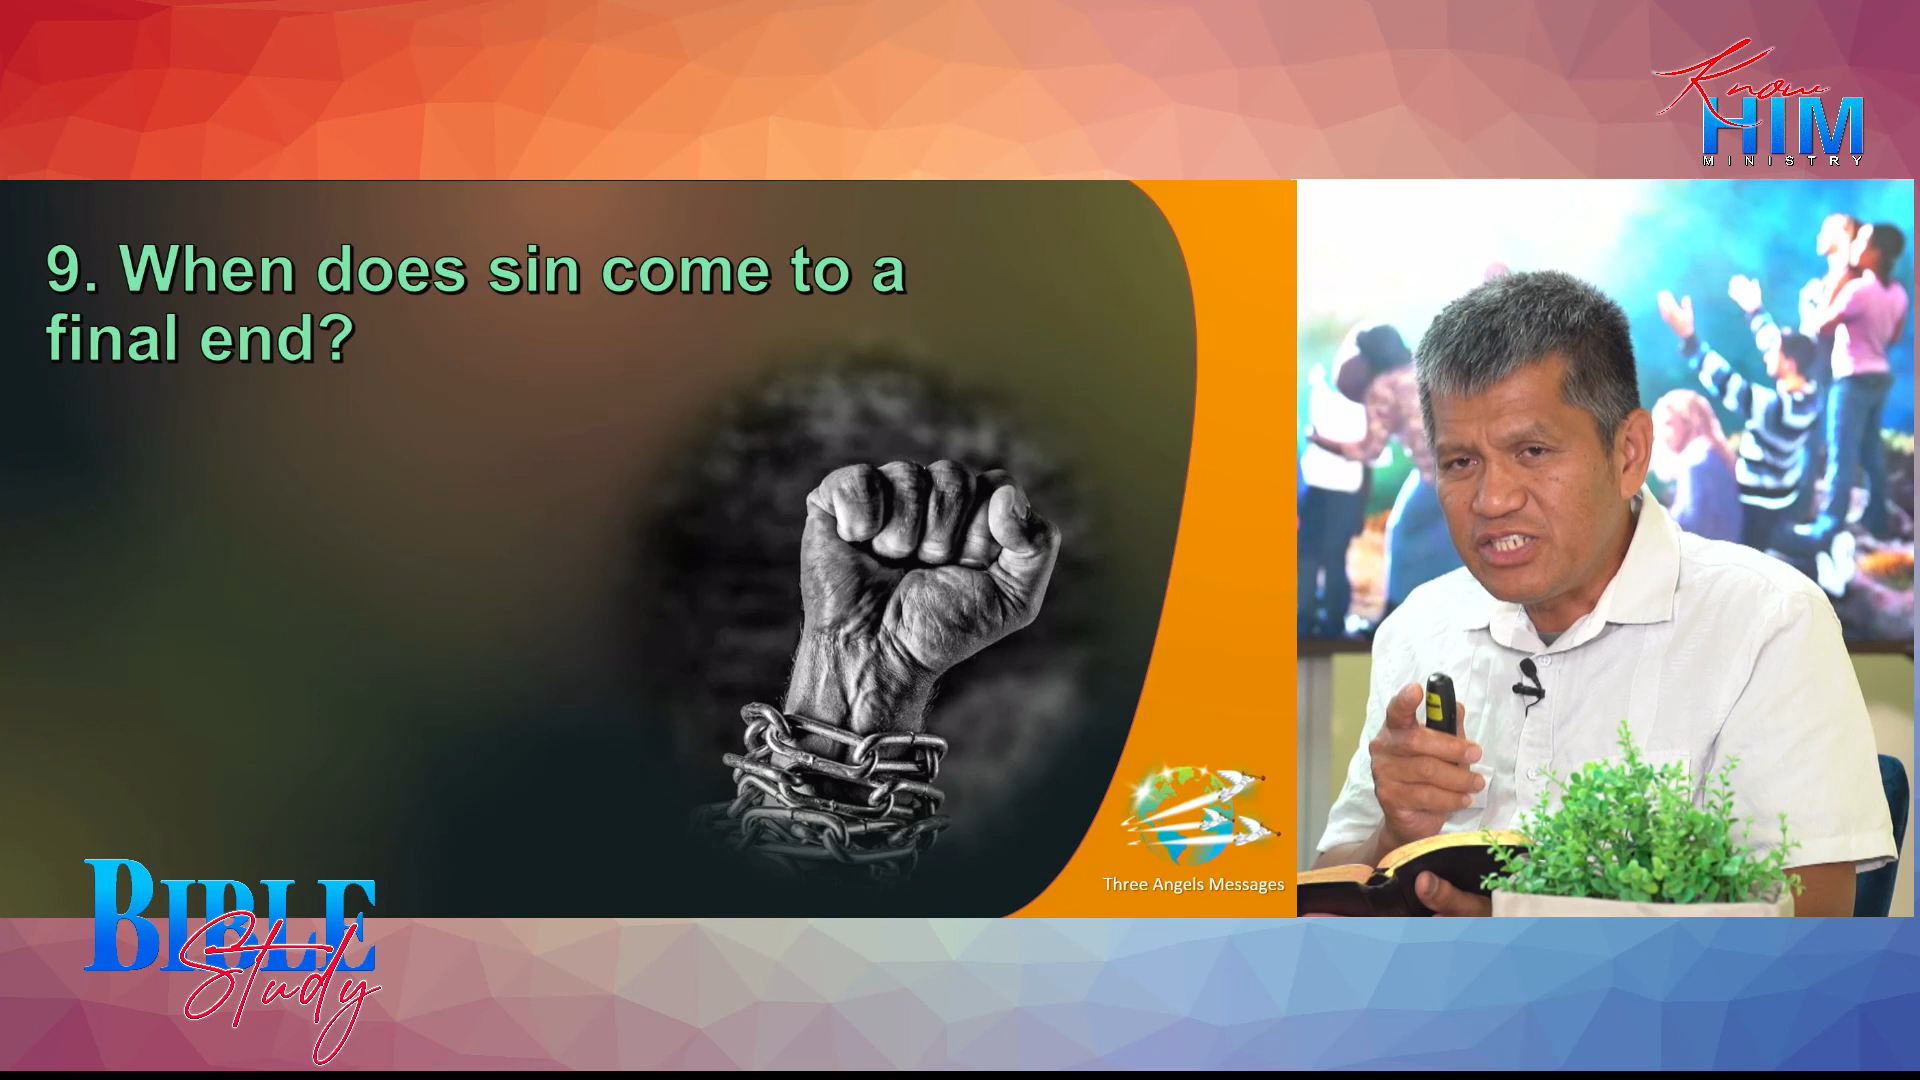 Know
HIM
MINISTRY
9. When does sin come to a
final end?
Three Angels Messages
BIBLE
Study